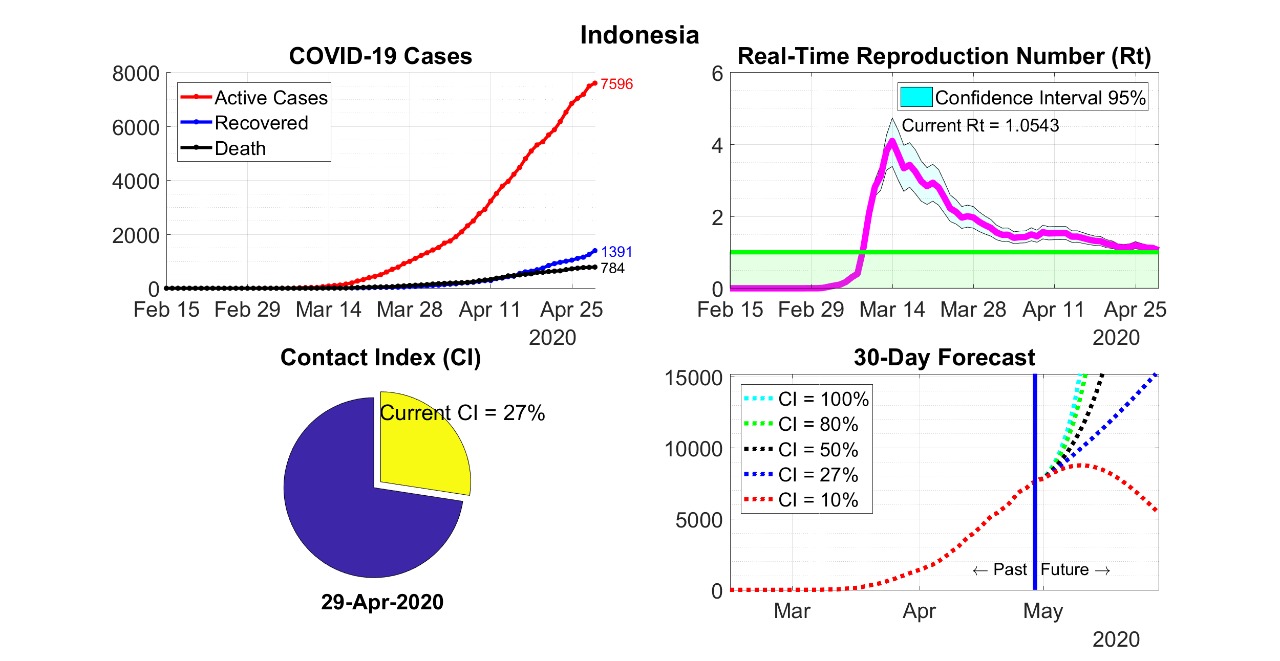 Indonesia
COVID-19 Cases
8000
6000
4000
2000
0
Active Cases
Recovered
Death
7596
1391
784
Feb 15 Feb 29 Mar 14 Mar 28 Apr 11 Apr 25
2020
Real-Time Reproduction Number (Rt)
6
4
2
0
Confidence Interval 95%
Current Rt = 1.0543
Feb 15 Feb 29 Mar 14 Mar 28 Apr 11 Apr 25
2020
Contact Index (CI)
Current CI = 27%
29-Apr-2020
30-Day Forecast
15000
10000
5000
0
CI = 100%
CI = 80%
CI = 50%
CI = 27%
CI = 10%
← Past Future →
Mar Apr May
2020